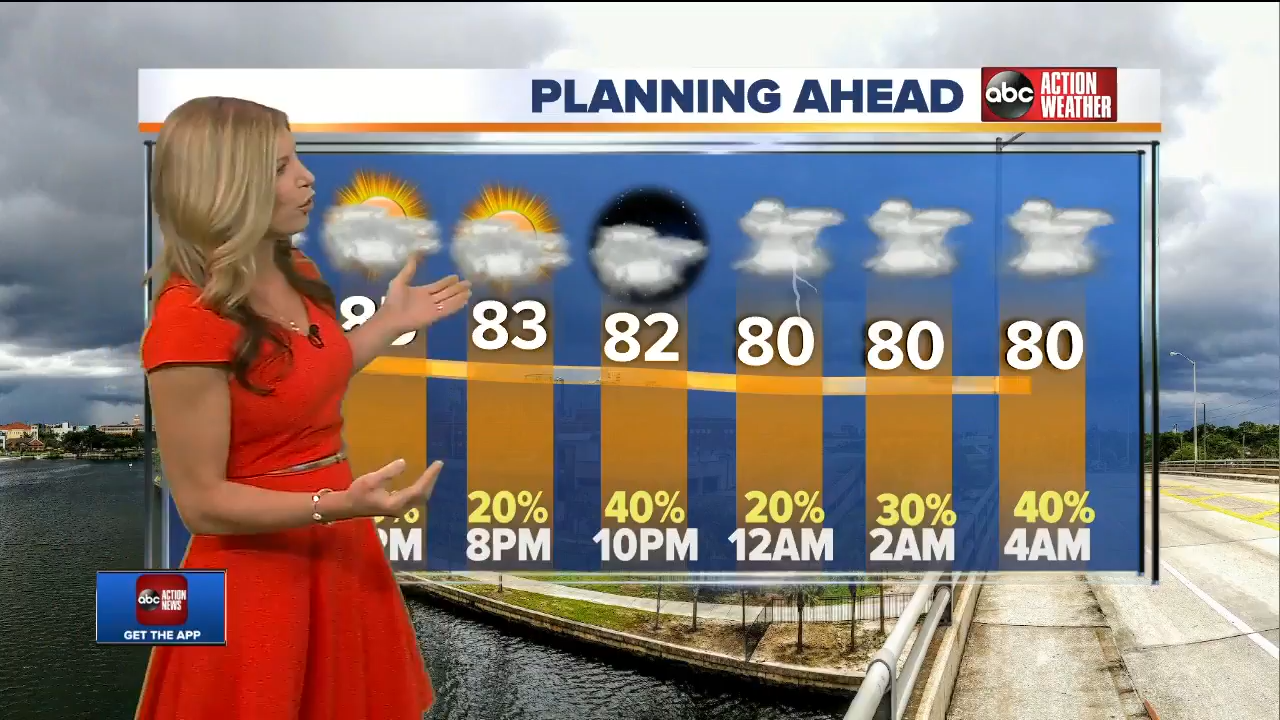 PLANNING AHEAD
abc ACTION WEATHER
83 82 80 80 80
20% 40% 20% 30% 40%
8PM 10PM 12AM 2AM 4AM
abc ACTION NEWS
GET THE APP